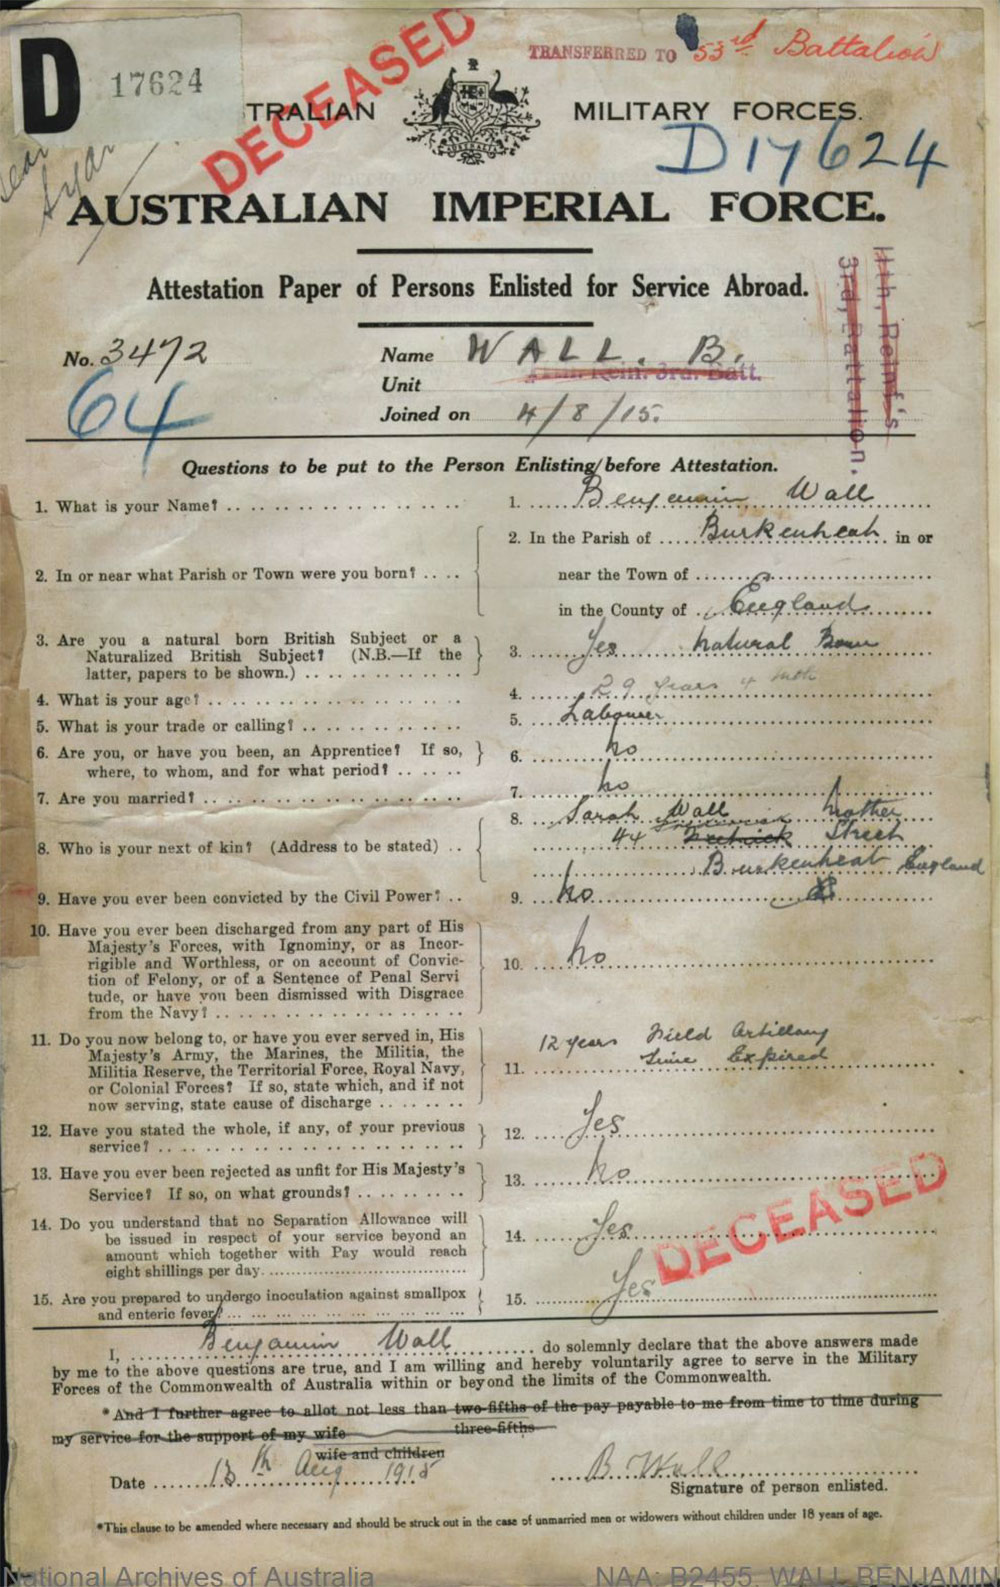 D 17624
DECEASED
TRANSFERRED TO 53rd Battalion
TRALIAN MILITARY FORCES.
AUSTRALIA
D17624
AUSTRALIAN IMPERIAL FORCE.
Attestation Paper of Persons Enlisted for Service Abroad.
11th, Reinf's
3rd, Battalion.
No. 3472
Name WALL. B.
64
Unit Rein. 3rd. Batt.
Joined on 4/8/15.
Questions to be put to the Person Enlisting before Attestation.
1. What is your Name? 1. Benjamin Wall
2. In or near what Parish or Town were you born? 2. In the Parish of Burkenheah in or
near the Town of
in the County of England
3. Are you a natural born British Subject or a
Naturalized British Subject? (N.B.—If the
latter, papers to be shown.) 3. Yes Natural Born
4. What is your age? 4. 29 years 4 mth
5. What is your trade or calling? 5. Labourer
6. Are you, or have you been, an Apprentice? If so,
where, to whom, and for what period? 6. No
7. Are you married? 7. No
8. Who is your next of kin? (Address to be stated) 8. Sarah Wall Mother
44 Street
Burkenheat England
9. Have you ever been convicted by the Civil Power? 9. No
10. Have you ever been discharged from any part of His
Majesty's Forces, with Ignominy, or as Incor-
rigible and Worthless, or on account of Convic-
tion of Felony, or of a Sentence of Penal Servi
tude, or have you been dismissed with Disgrace
from the Navy? 10. No
11. Do you now belong to, or have you ever served in, His
Majesty's Army, the Marines, the Militia, the
Militia Reserve, the Territorial Force, Royal Navy,
or Colonial Forces? If so, state which, and if not
now serving, state cause of discharge 11. 12 years Field Artillary
Time Expired
12. Have you stated the whole, if any, of your previous
service? 12. Yes
13. Have you ever been rejected as unfit for His Majesty's
Service? If so, on what grounds? 13. No
14. Do you understand that no Separation Allowance will
be issued in respect of your service beyond an
amount which together with Pay would reach
eight shillings per day. 14. Yes
DECEASED
15. Are you prepared to undergo inoculation against smallpox
and enteric fever? 15. Yes
I, Benjamin Wall do solemnly declare that the above answers made
by me to the above questions are true, and I am willing and hereby voluntarily agree to serve in the Military
Forces of the Commonwealth of Australia within or beyond the limits of the Commonwealth.
*And I further agree to allot not less than two-fifths of the pay payable to me from time to time during
three-fifths
my service for the support of my wife
wife and children
Date 13th Aug 1915
B. Wall
Signature of person enlisted.
*This clause to be amended where necessary and should be struck out in the case of unmarried men or widowers without children under 18 years of age.
National Archives of Australia
NAA: B2455, WALL BENJAMIN